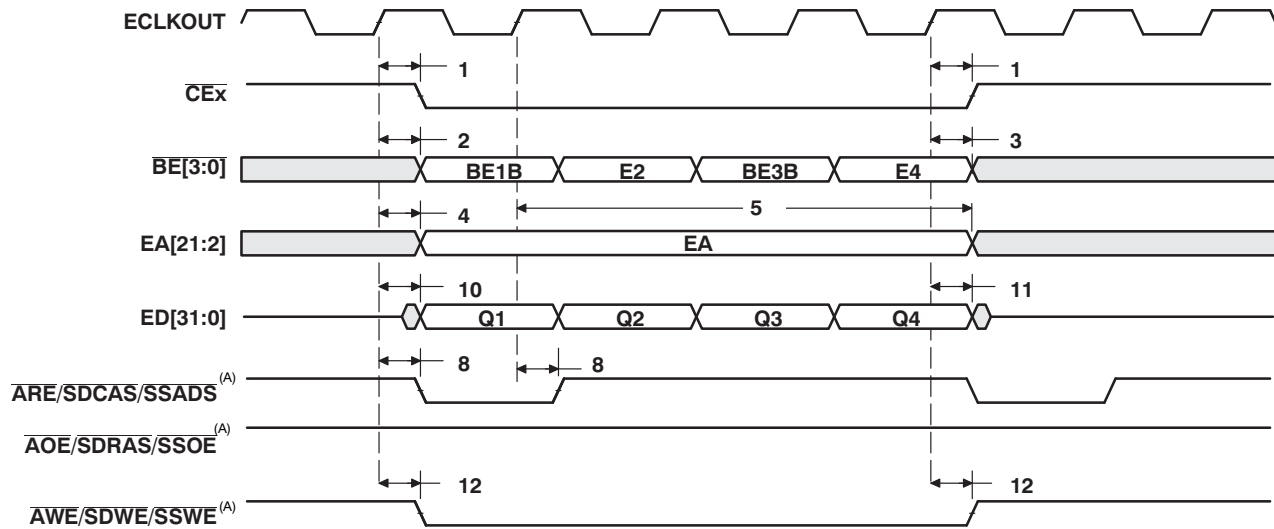 ECLKOUT
1 1
CEx
2 3
BE[3:0] BE1B E2 BE3B E4
5
4
EA[21:2] EA
10 11
ED[31:0] Q1 Q2 Q3 Q4
8 8
ARE/SDCAS/SSADS(A)
AOE/SDRAS/SSOE(A)
12 12
AWE/SDWE/SSWE(A)